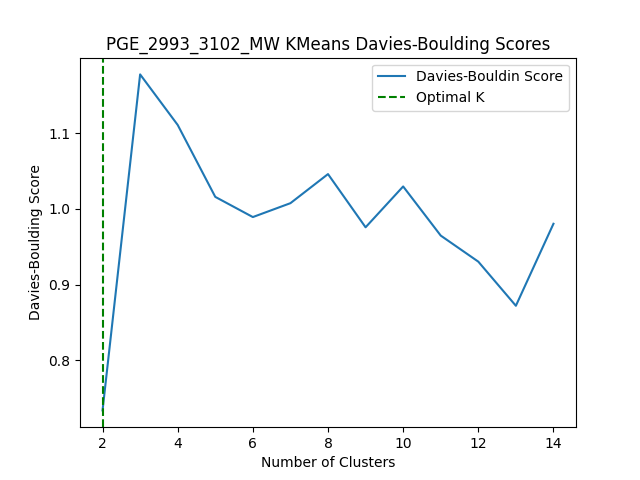 PGE_2993_3102_MW KMeans Davies-Boulding Scores
Davies-Bouldin Score
Optimal K
Davies-Boulding Score
1.1
1.0
0.9
0.8
2 4 6 8 10 12 14
Number of Clusters